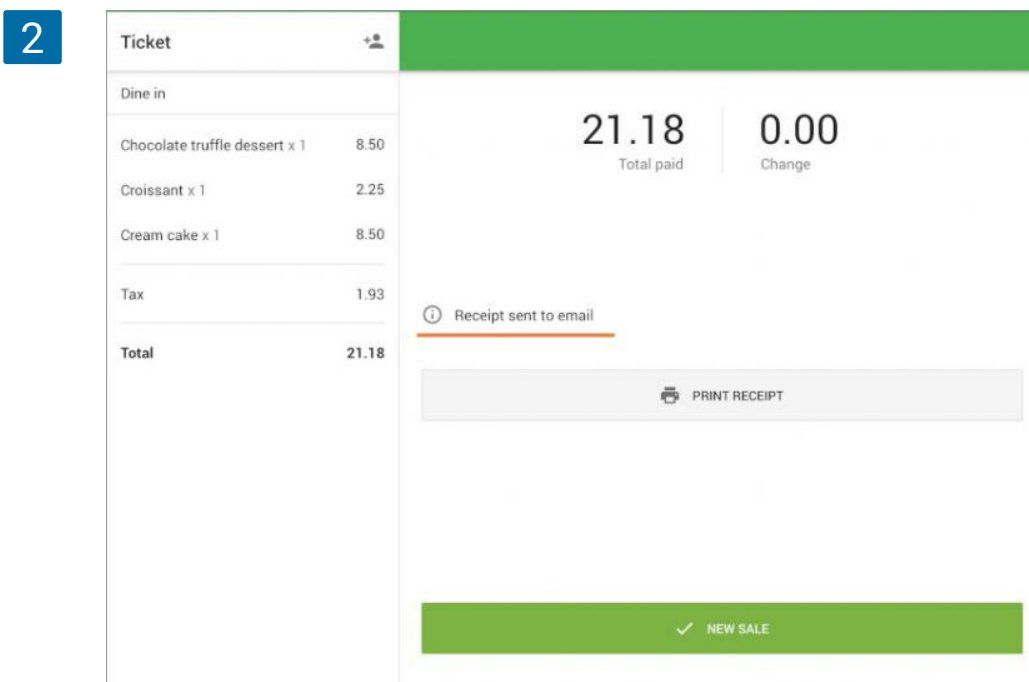 2
Ticket
Dine in
Chocolate truffle dessert x 1 8.50
Croissant x 1 2.25
Cream cake x 1 8.50
Tax 1.93
Total 21.18
21.18 0.00
Total paid Change
Receipt sent to email
PRINT RECEIPT
NEW SALE